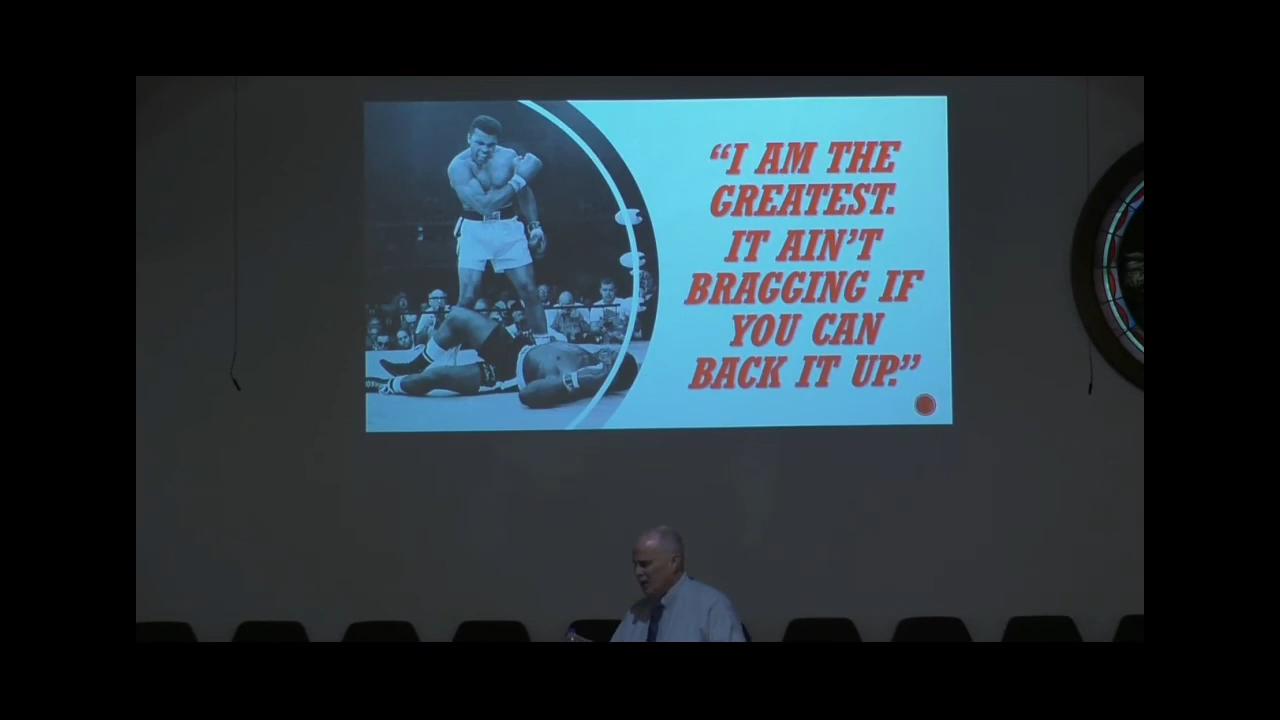 “I AM THE
GREATEST.
IT AIN’T
BRAGGING IF
YOU CAN
BACK IT UP.”